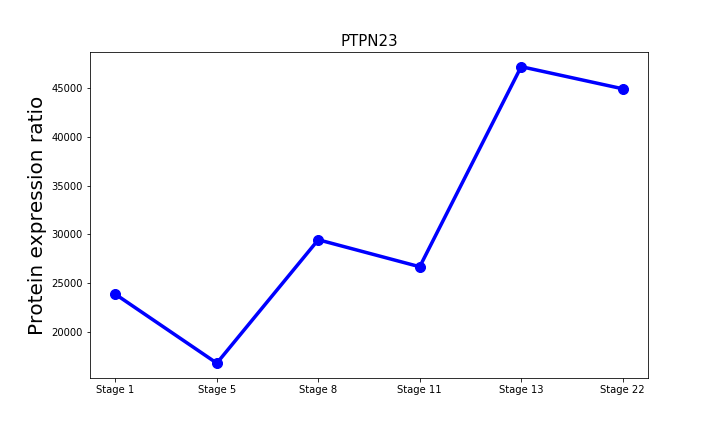 PTPN23
Protein expression ratio
45000
40000
35000
30000
25000
20000
Stage 1
Stage 5
Stage 8
Stage 11
Stage 13
Stage 22